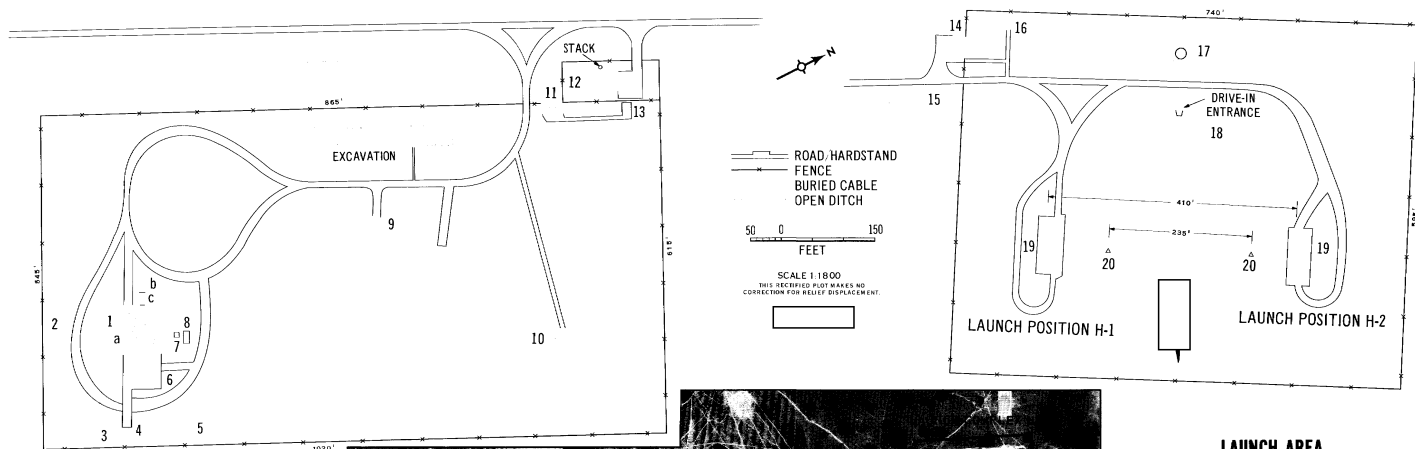 STACK
865'
EXCAVATION
545'
615'
1020'
1
a
b
c
2
3
4
5
6
7
8
9
10
11
12
13
N
ROAD/HARDSTAND
FENCE
BURIED CABLE
OPEN DITCH
50 0 150
FEET
SCALE 1:1800
THIS RECTIFIED PLOT MAKES NO
CORRECTION FOR RELIEF DISPLACEMENT.
740'
14
15
16
17
DRIVE-IN
ENTRANCE
18
410'
235'
19
20
20
19
LAUNCH POSITION H-1
LAUNCH POSITION H-2
LAUNCH AREA